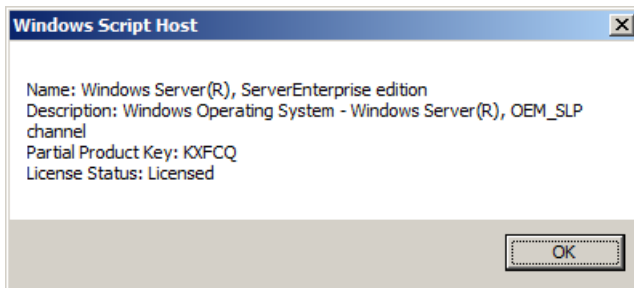 Windows Script Host
Name: Windows Server(R), ServerEnterprise edition
Description: Windows Operating System - Windows Server(R), OEM_SLP
channel
Partial Product Key: KXFCQ
License Status: Licensed
OK